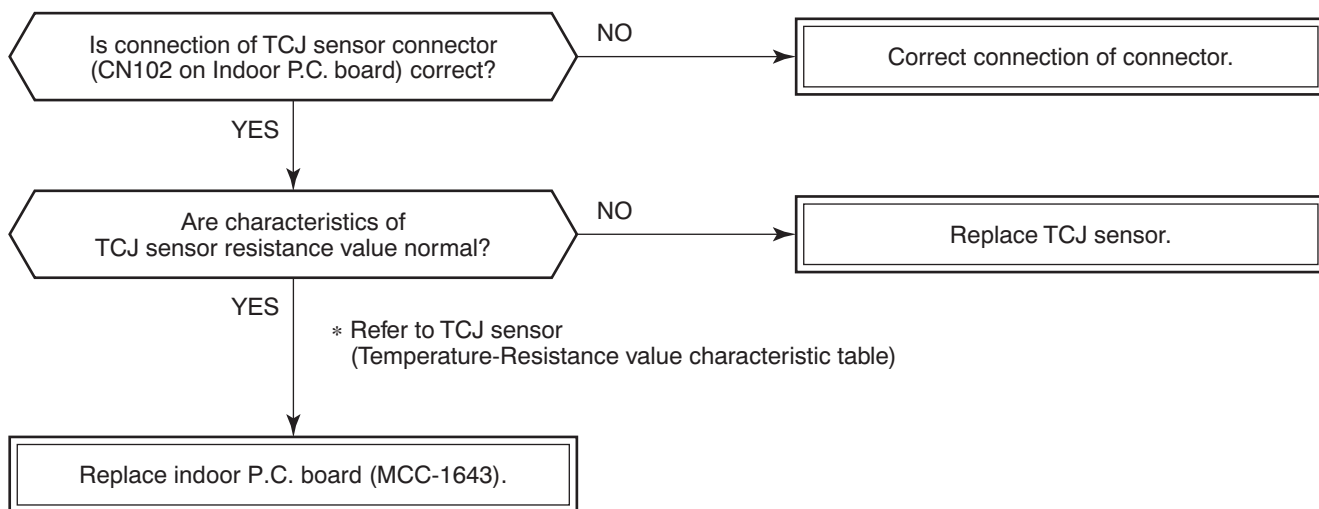 Is connection of TCJ sensor connector
(CN102 on Indoor P.C. board) correct?
NO
Correct connection of connector.
YES
Are characteristics of
TCJ sensor resistance value normal?
NO
Replace TCJ sensor.
YES
* Refer to TCJ sensor
(Temperature-Resistance value characteristic table)
Replace indoor P.C. board (MCC-1643).